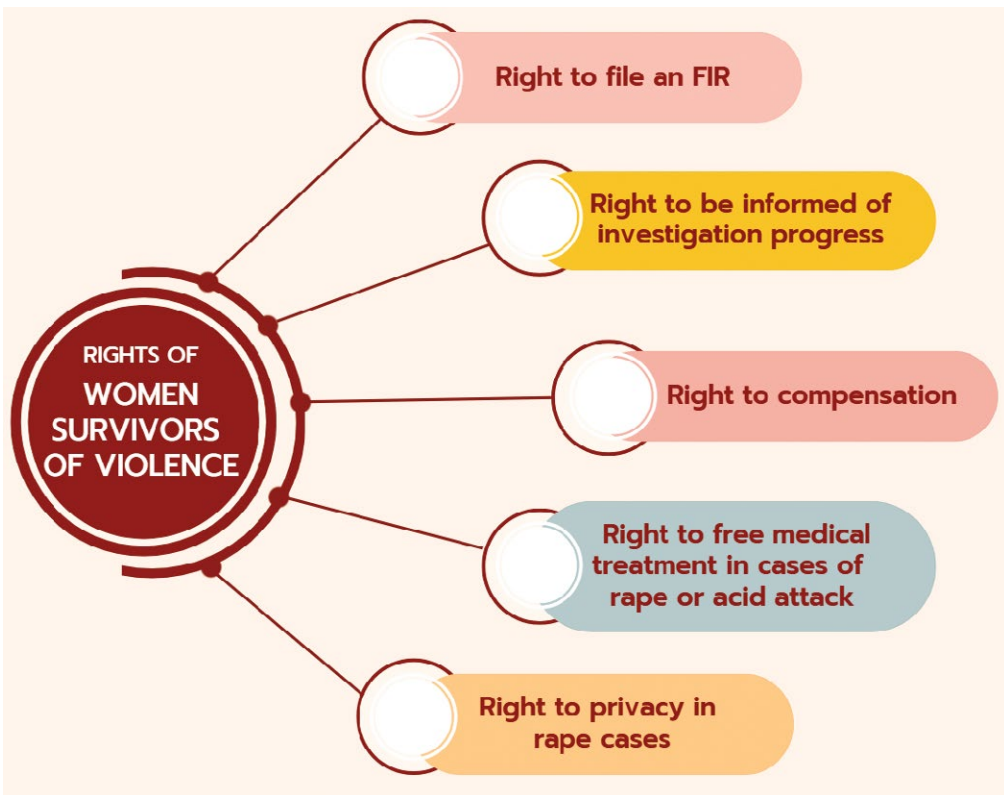 RIGHTS OF
WOMEN
SURVIVORS
OF VIOLENCE
Right to file an FIR
Right to be informed of
investigation progress
Right to compensation
Right to free medical
treatment in cases of
rape or acid attack
Right to privacy in
rape cases